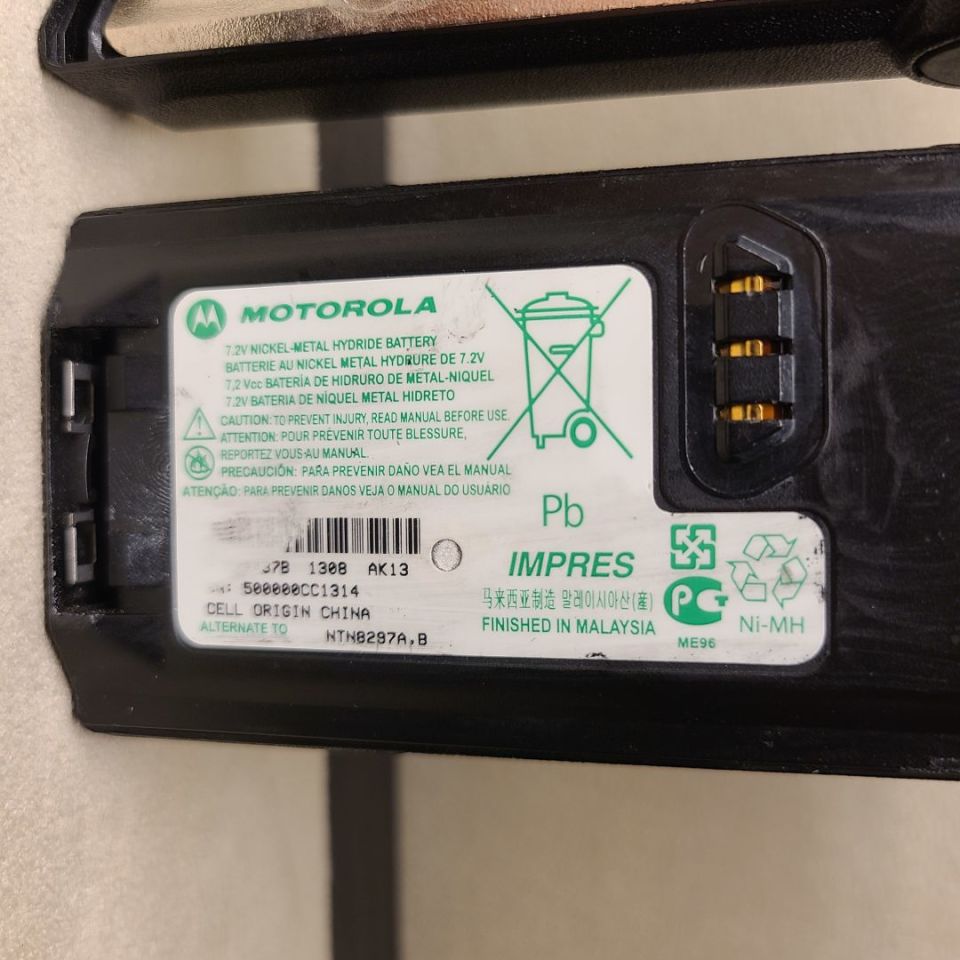 MOTOROLA
7.2V NICKEL-METAL HYDRIDE BATTERY
BATTERIE AU NICKEL METAL HYDRURE DE 7.2V
7,2 Vcc BATERÍA DE HIDRURO DE METAL-NIQUEL
7.2V BATERIA DE NÍQUEL METAL HIDRETO
CAUTION: TO PREVENT INJURY, READ MANUAL BEFORE USE.
ATTENTION: POUR PRÉVENIR TOUTE BLESSURE,
REPORTEZ VOUS AU MANUAL.
PRECAUCIÓN: PARA PREVENIR DAÑO VEA EL MANUAL
ATENÇÃO: PARA PREVENIR DANOS VEJA O MANUAL DO USUÁRIO
Pb
1308 AK13
500000CC1314
CELL ORIGIN CHINA
ALTERNATE TO NTN8297A,B
IMPRES
马来西亚制造 말레이시아산(產)
FINISHED IN MALAYSIA
ME96
Ni-MH